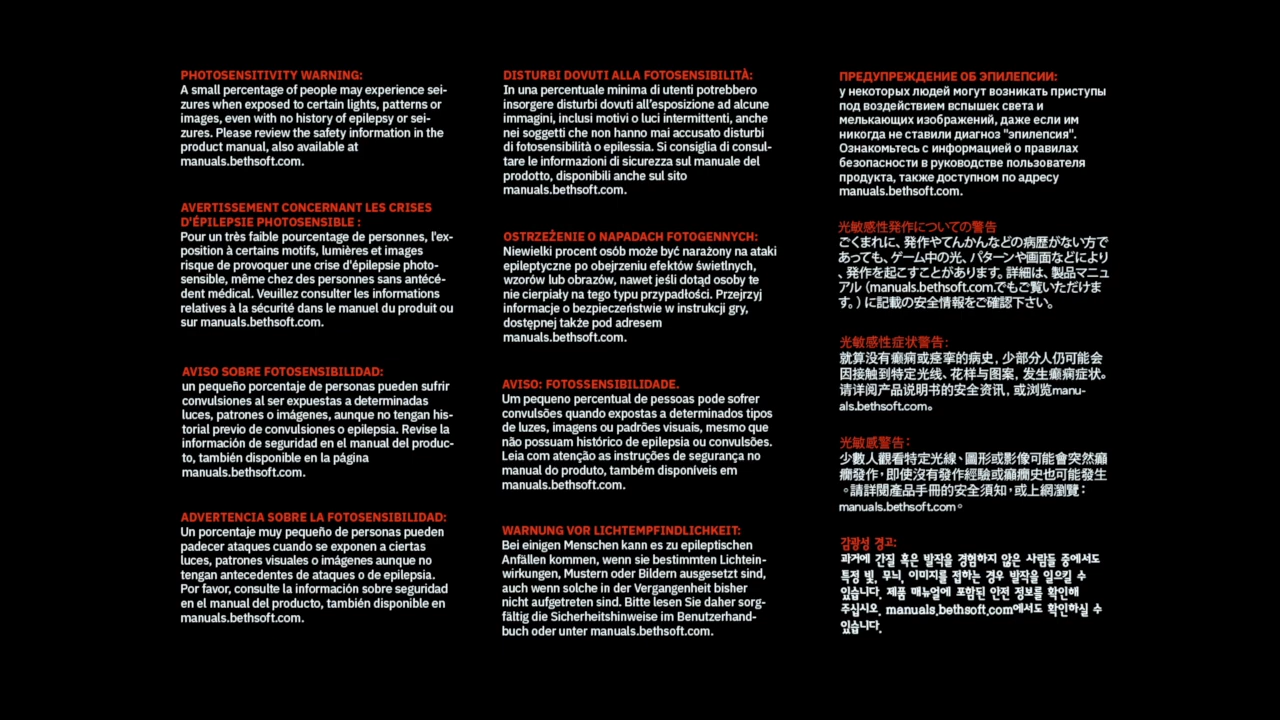 PHOTOSENSITIVITY WARNING:
A small percentage of people may experience sei-
zures when exposed to certain lights, patterns or
images, even with no history of epilepsy or sei-
zures. Please review the safety information in the
product manual, also available at
manuals.bethsoft.com.
AVERTISSEMENT CONCERNANT LES CRISES
D'ÉPILEPSIE PHOTOSENSIBLE :
Pour un très faible pourcentage de personnes, l'ex-
position à certains motifs, lumières et images
risque de provoquer une crise d'épilepsie photo-
sensible, même chez des personnes sans antécé-
dent médical. Veuillez consulter les informations
relatives à la sécurité dans le manuel du produit ou
sur manuals.bethsoft.com.
AVISO SOBRE FOTOSENSIBILIDAD:
un pequeño porcentaje de personas pueden sufrir
convulsiones al ser expuestas a determinadas
luces, patrones o imágenes, aunque no tengan his-
torial previo de convulsiones o epilepsia. Revise la
información de seguridad en el manual del produc-
to, también disponible en la página
manuals.bethsoft.com.
ADVERTENCIA SOBRE LA FOTOSENSIBILIDAD:
Un porcentaje muy pequeño de personas pueden
padecer ataques cuando se exponen a ciertas
luces, patrones visuales o imágenes aunque no
tengan antecedentes de ataques o de epilepsia.
Por favor, consulte la información sobre seguridad
en el manual del producto, también disponible en
manuals.bethsoft.com.
DISTURBI DOVUTI ALLA FOTOSENSIBILITÀ:
In una percentuale minima di utenti potrebbero
insorgere disturbi dovuti all'esposizione ad alcune
immagini, inclusi motivi o luci intermittenti, anche
nei soggetti che non hanno mai accusato disturbi
di fotosensibilità o epilessia. Si consiglia di consul-
tare le informazioni di sicurezza sul manuale del
prodotto, disponibili anche sul sito
manuals.bethsoft.com.
OSTRZEŻENIE O NAPADACH FOTOGENNYCH:
Niewielki procent osób może być narażony na ataki
epileptyczne po obejrzeniu efektów świetlnych,
wzorów lub obrazów, nawet jeśli dotąd osoby te
nie cierpiały na tego typu przypadłości. Przejrzyj
informacje o bezpieczeństwie w instrukcji gry,
dostępnej także pod adresem
manuals.bethsoft.com.
AVISO: FOTOSSENSIBILIDADE.
Um pequeno percentual de pessoas pode sofrer
convulsões quando expostas a determinados tipos
de luzes, imagens ou padrões visuais, mesmo que
não possuam histórico de epilepsia ou convulsões.
Leia com atenção as instruções de segurança no
manual do produto, também disponíveis em
manuals.bethsoft.com.
WARNUNG VOR LICHTEMPFINDLICHKEIT:
Bei einigen Menschen kann es zu epileptischen
Anfällen kommen, wenn sie bestimmten Lichtein-
wirkungen, Mustern oder Bildern ausgesetzt sind,
auch wenn solche in der Vergangenheit bisher
nicht aufgetreten sind. Bitte lesen Sie daher sorg-
fältig die Sicherheitshinweise im Benutzerhand-
buch oder unter manuals.bethsoft.com.
ПРЕДУПРЕЖДЕНИЕ ОБ ЭПИЛЕПСИИ:
у некоторых людей могут возникать приступы
под воздействием вспышек света и
мелькающих изображений, даже если им
никогда не ставили диагноз "эпилепсия".
Ознакомьтесь с информацией о правилах
безопасности в руководстве пользователя
продукта, также доступном по адресу
manuals.bethsoft.com.
光敏感性発作についての警告
ごくまれに、発作やてんかんなどの病歴がない方で
あっても、ゲーム中の光、パターンや画面などにより
、発作を起こすことがあります。詳細は、製品マニュ
アル (manuals.bethsoft.comでもご覧いただけま
す。) に記載の安全情報をご確認下さい。
光敏感性症状警告:
就算没有癫痫或痉挛的病史，少部分人仍可能会
因接触到特定光线、花样与图案，发生癫痫症状。
请详阅产品说明书的安全资讯，或浏览manu-
als.bethsoft.com。
光敏感警告：
少數人觀看特定光線、圖形或影像可能會突然癲
癇發作，即使沒有發作經驗或癲癇史也可能發生
。請詳閱產品手冊的安全須知，或上網瀏覽：
manuals.bethsoft.com。
감광성 경고:
과거에 간질 혹은 발작을 경험하지 않은 사람들 중에서도
특정 빛, 무늬, 이미지를 접하는 경우 발작을 일으킬 수
있습니다. 제품 매뉴얼에 포함된 안전 정보를 확인해
주십시오. manuals.bethsoft.com에서도 확인하실 수
있습니다.